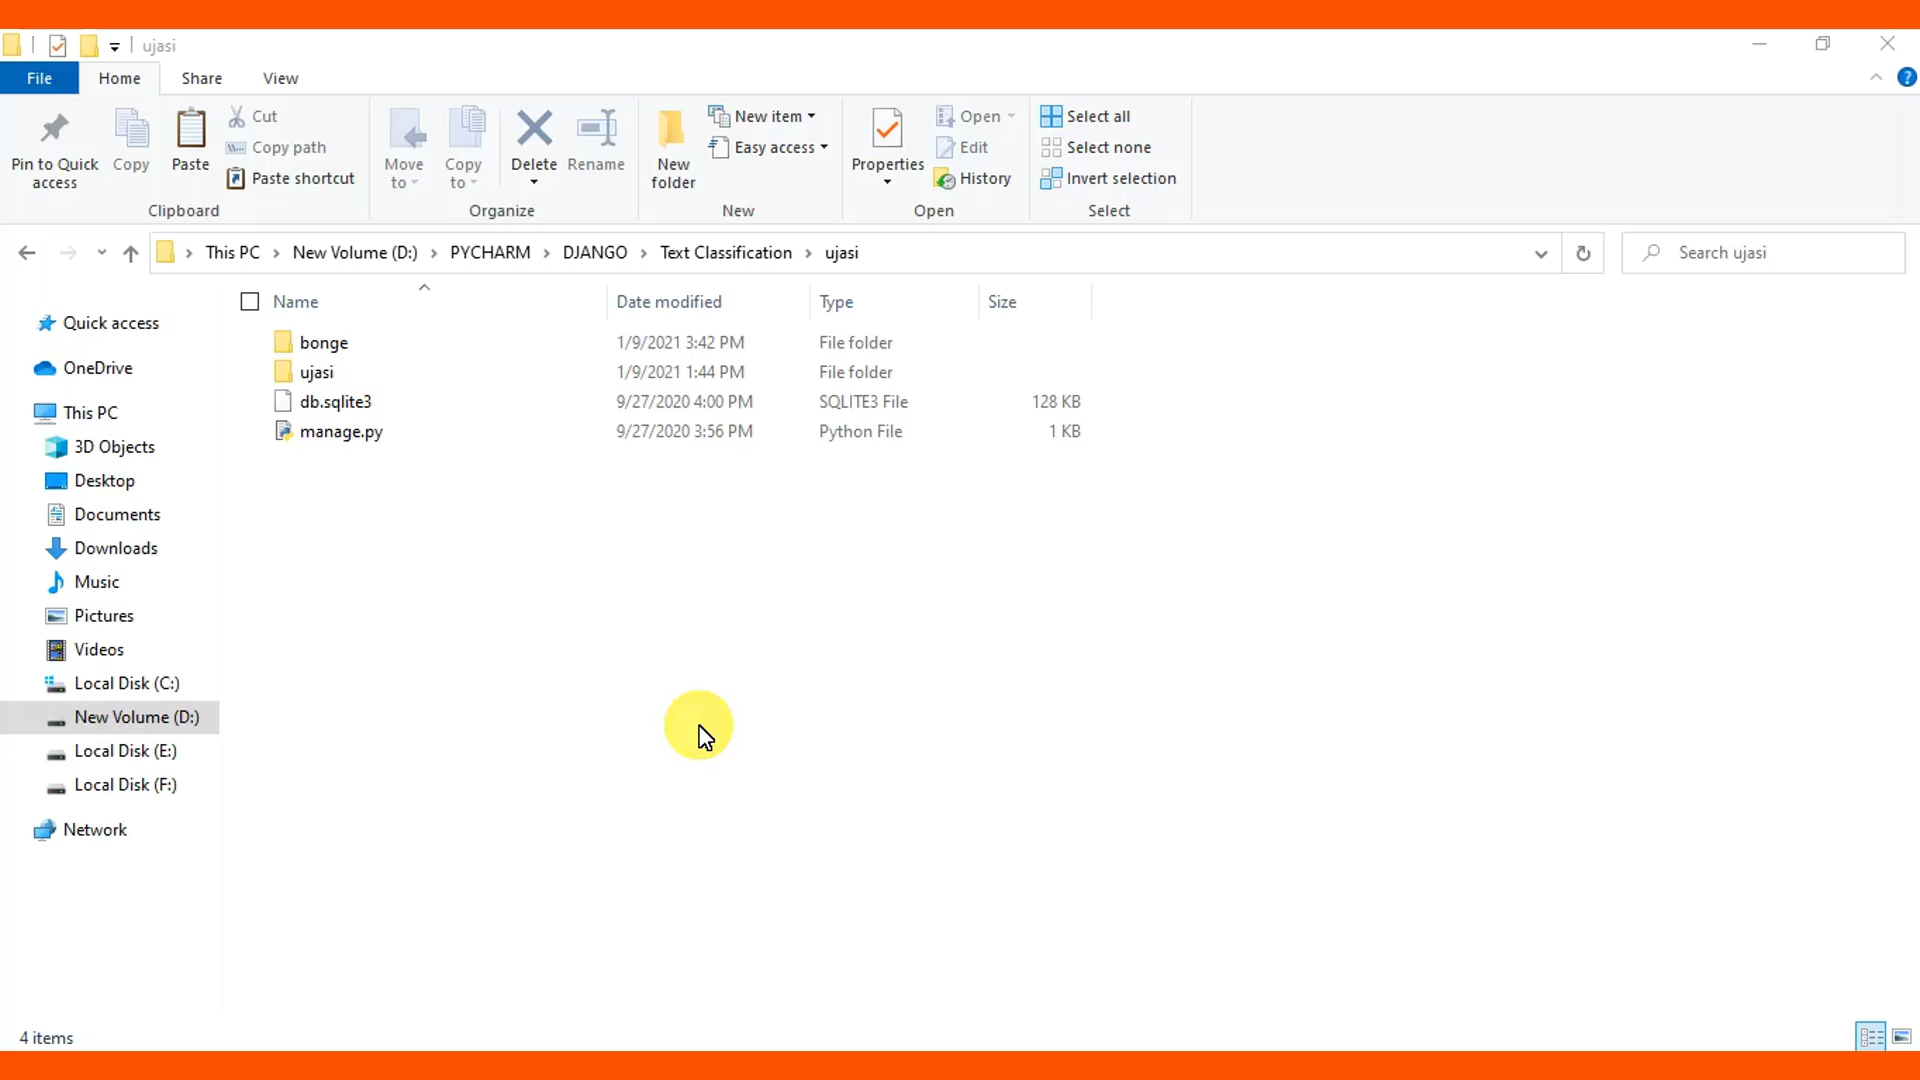 ujasi
File Home Share View
Pin to Quick access
Copy
Paste
Cut
Copy path
Paste shortcut
Clipboard
Move to
Copy to
Delete
Rename
Organize
New folder
New item
Easy access
New
Properties
Open
Edit
History
Open
Select all
Select none
Invert selection
Select
This PC New Volume (D:) PYCHARM DJANGO Text Classification ujasi
Search ujasi
Quick access
OneDrive
This PC
3D Objects
Desktop
Documents
Downloads
Music
Pictures
Videos
Local Disk (C:)
New Volume (D:)
Local Disk (E:)
Local Disk (F:)
Network
Name Date modified Type Size
bonge 1/9/2021 3:42 PM File folder
ujasi 1/9/2021 1:44 PM File folder
db.sqlite3 9/27/2020 4:00 PM SQLITE3 File 128 KB
manage.py 9/27/2020 3:56 PM Python File 1 KB
4 items